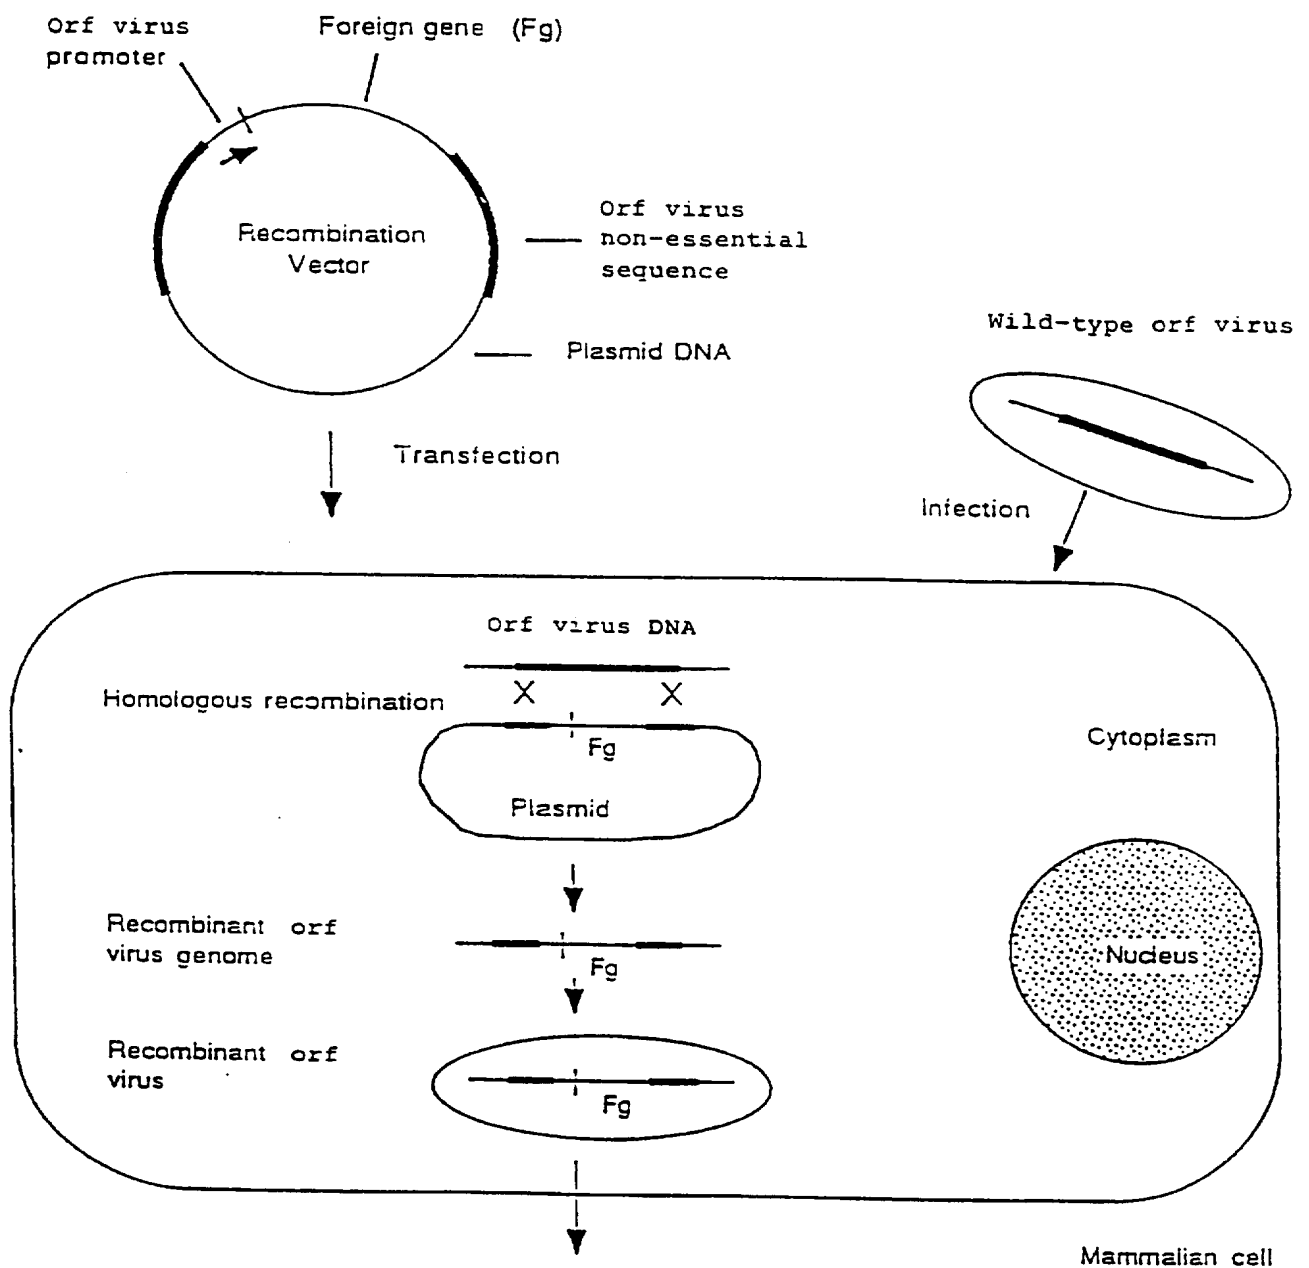 Orf virus
promoter
Foreign gene (Fg)
Recombination
Vector
Orf virus
non-essential
sequence
Plasmid DNA
Wild-type orf virus
Transfection
Infection
Orf virus DNA
Homologous recombination
X X
Fg
Cytoplasm
Plasmid
Recombinant orf
virus genome
Fg
Nucleus
Recombinant orf
virus
Fg
Mammalian cell